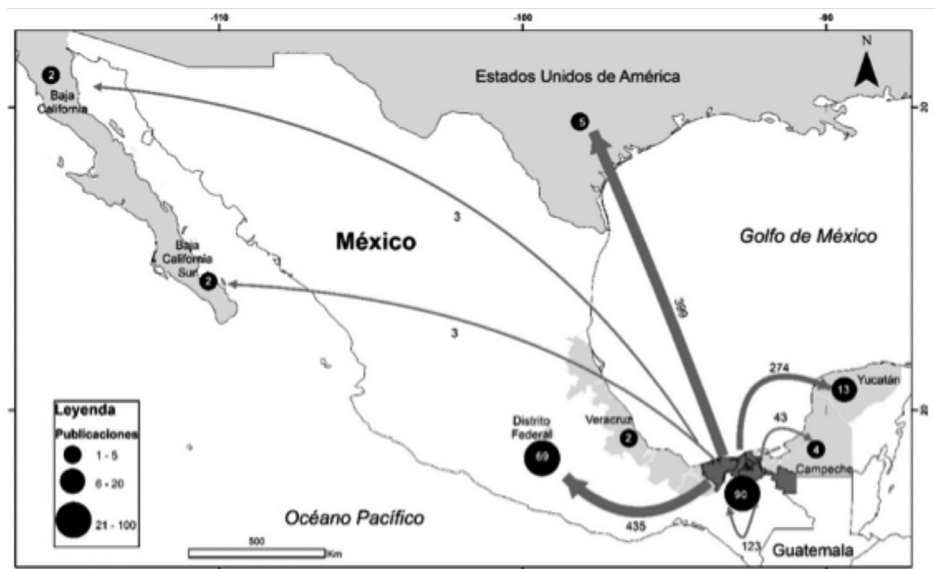 -110
-100
-90
N
Estados Unidos de América
2
Baja
California
5
20
México
Golfo de México
3
Baja
California
Sur
2
399
3
274
13
Yucatán
Leyenda
Publicaciones
1 - 5
6 - 20
21 - 100
Distrito
Federal
69
Veracruz
2
43
4
Campeche
20
90
435
123
Océano Pacífico
500
Km
Guatemala